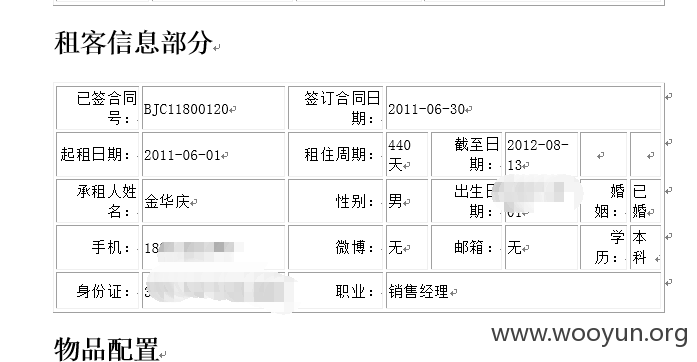 租客信息部分
已签合同号： BJC11800120 签订合同日期： 2011-06-30
起租日期： 2011-06-01 租住周期： 440天 截至日期： 2012-08-13
承租人姓名： 金华庆 性别： 男 出生日期： 01 婚姻： 已婚
手机： 18 微博： 无 邮箱： 无 学历： 本科
身份证： 3 职业： 销售经理
物品配置
www.wooyun.org